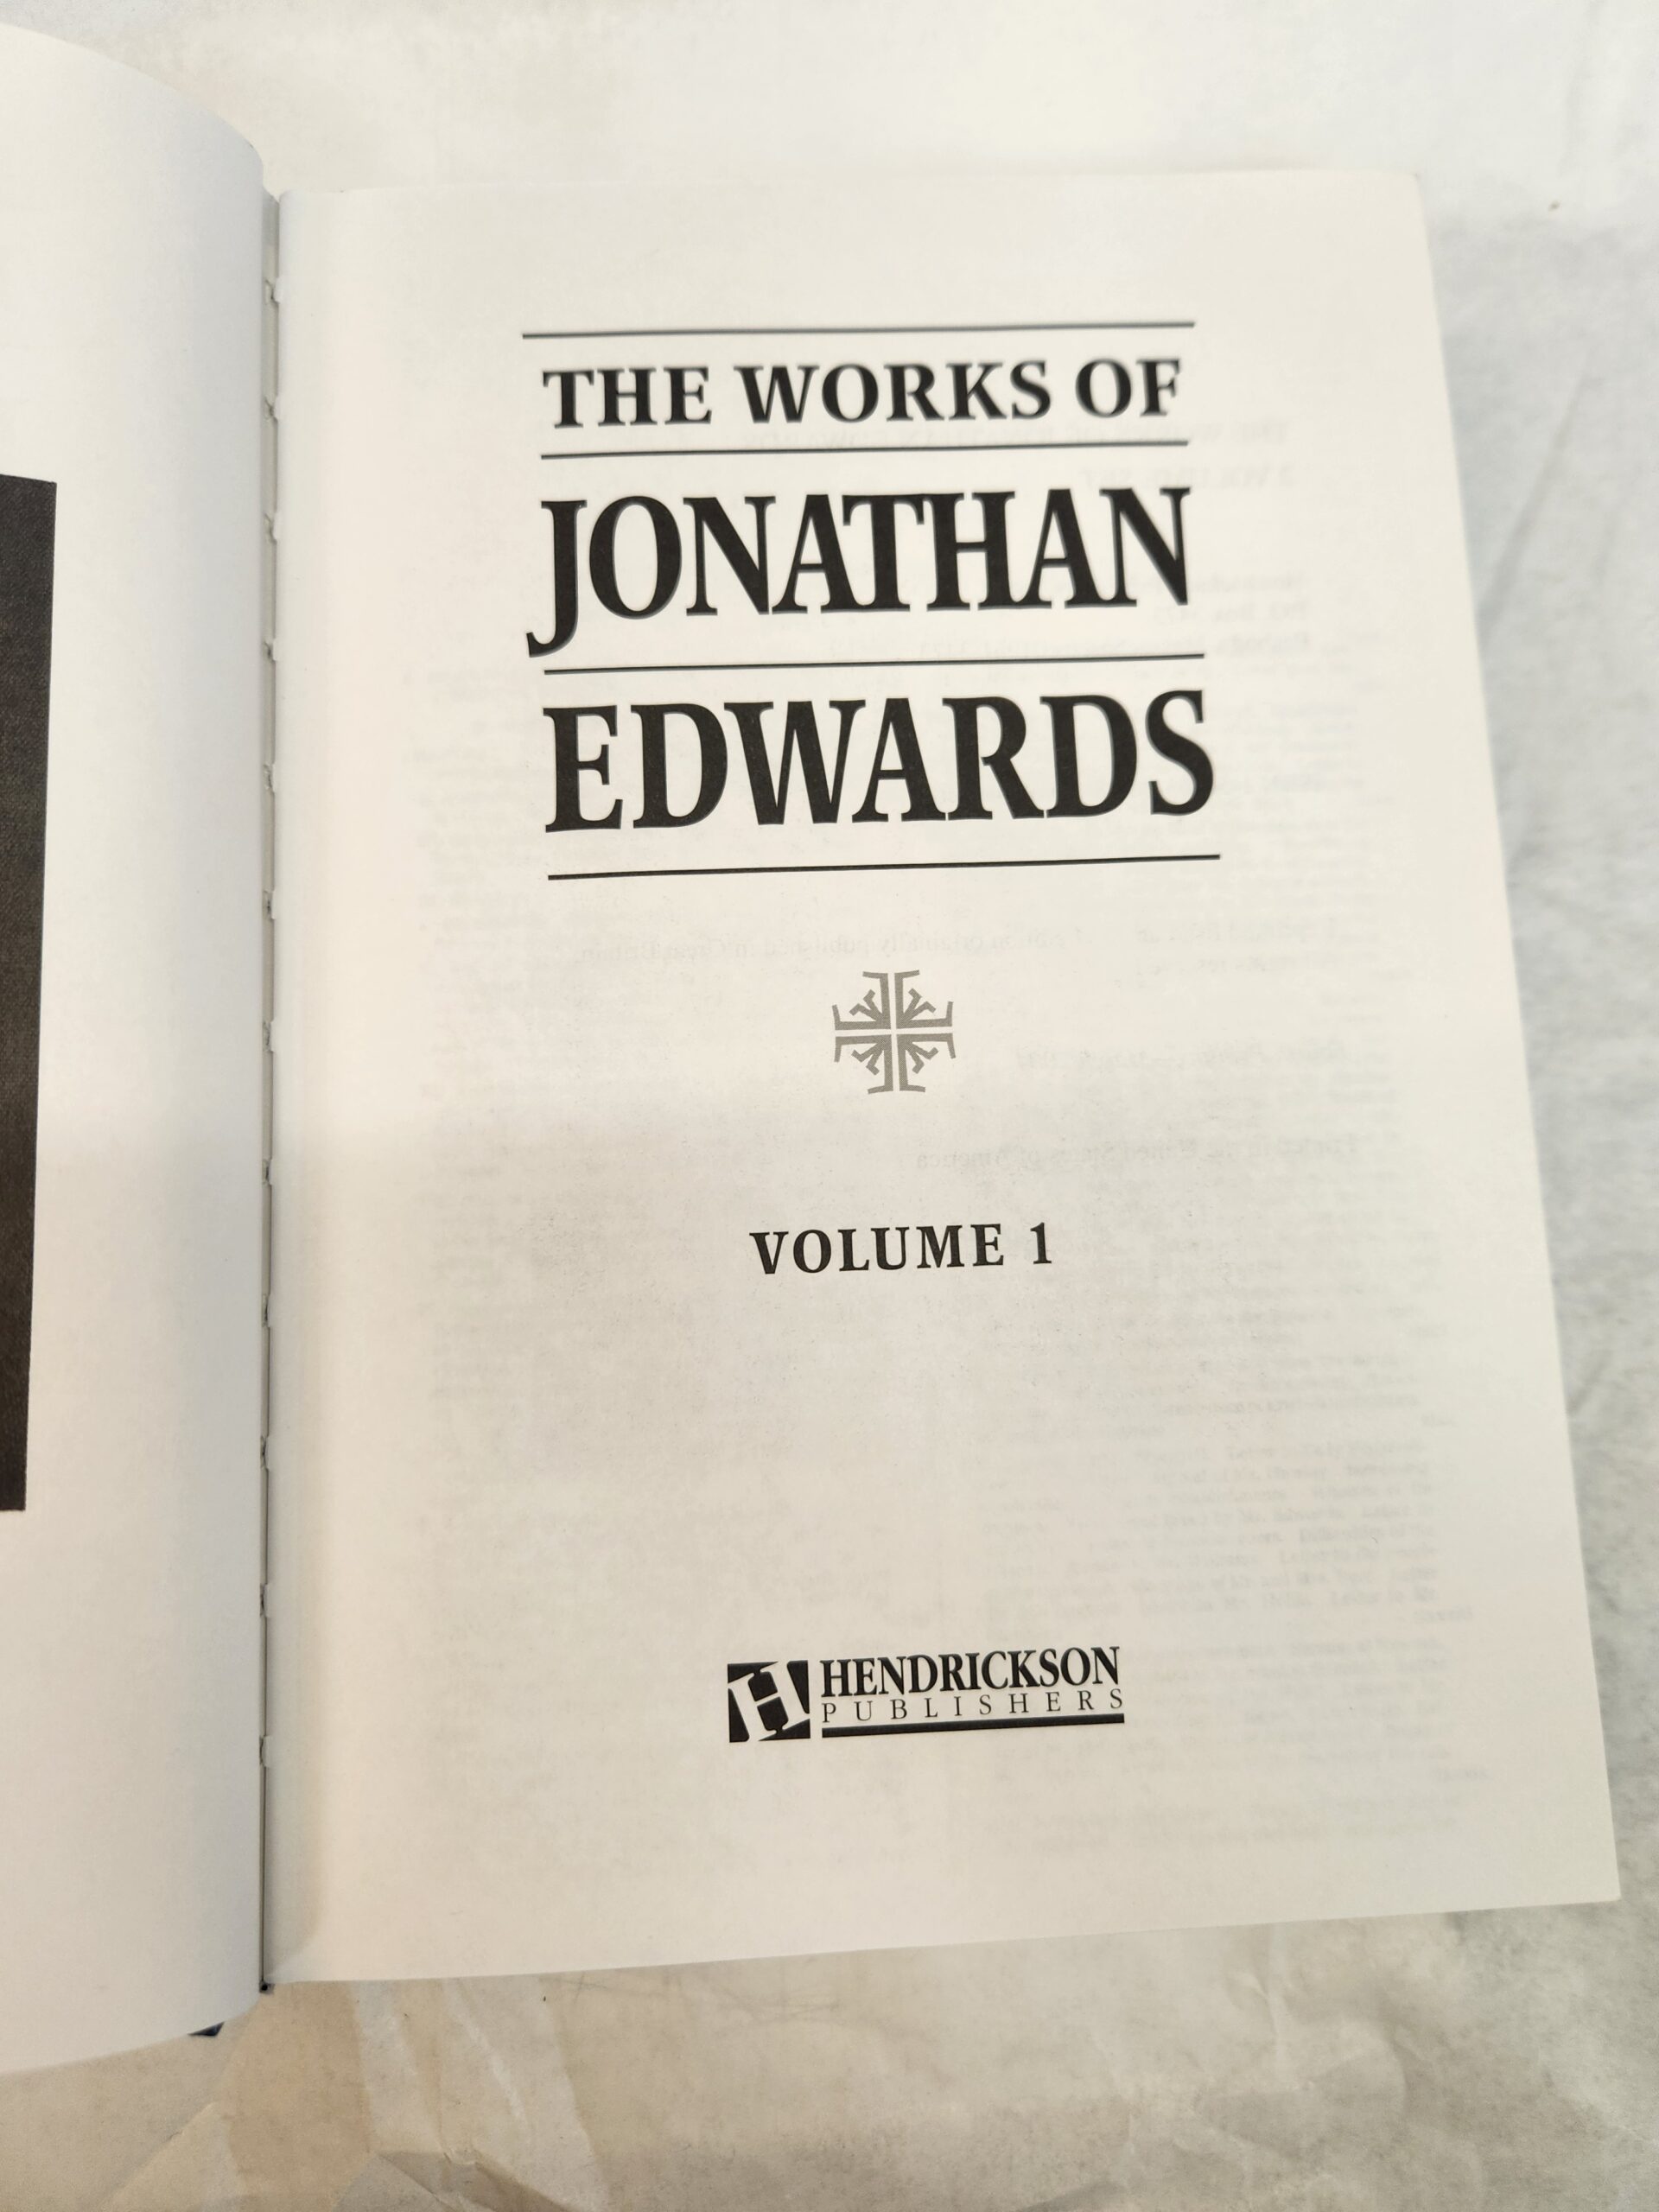 THE WORKS OF
JONATHAN
EDWARDS
VOLUME 1
H HENDRICKSON
PUBLISHERS